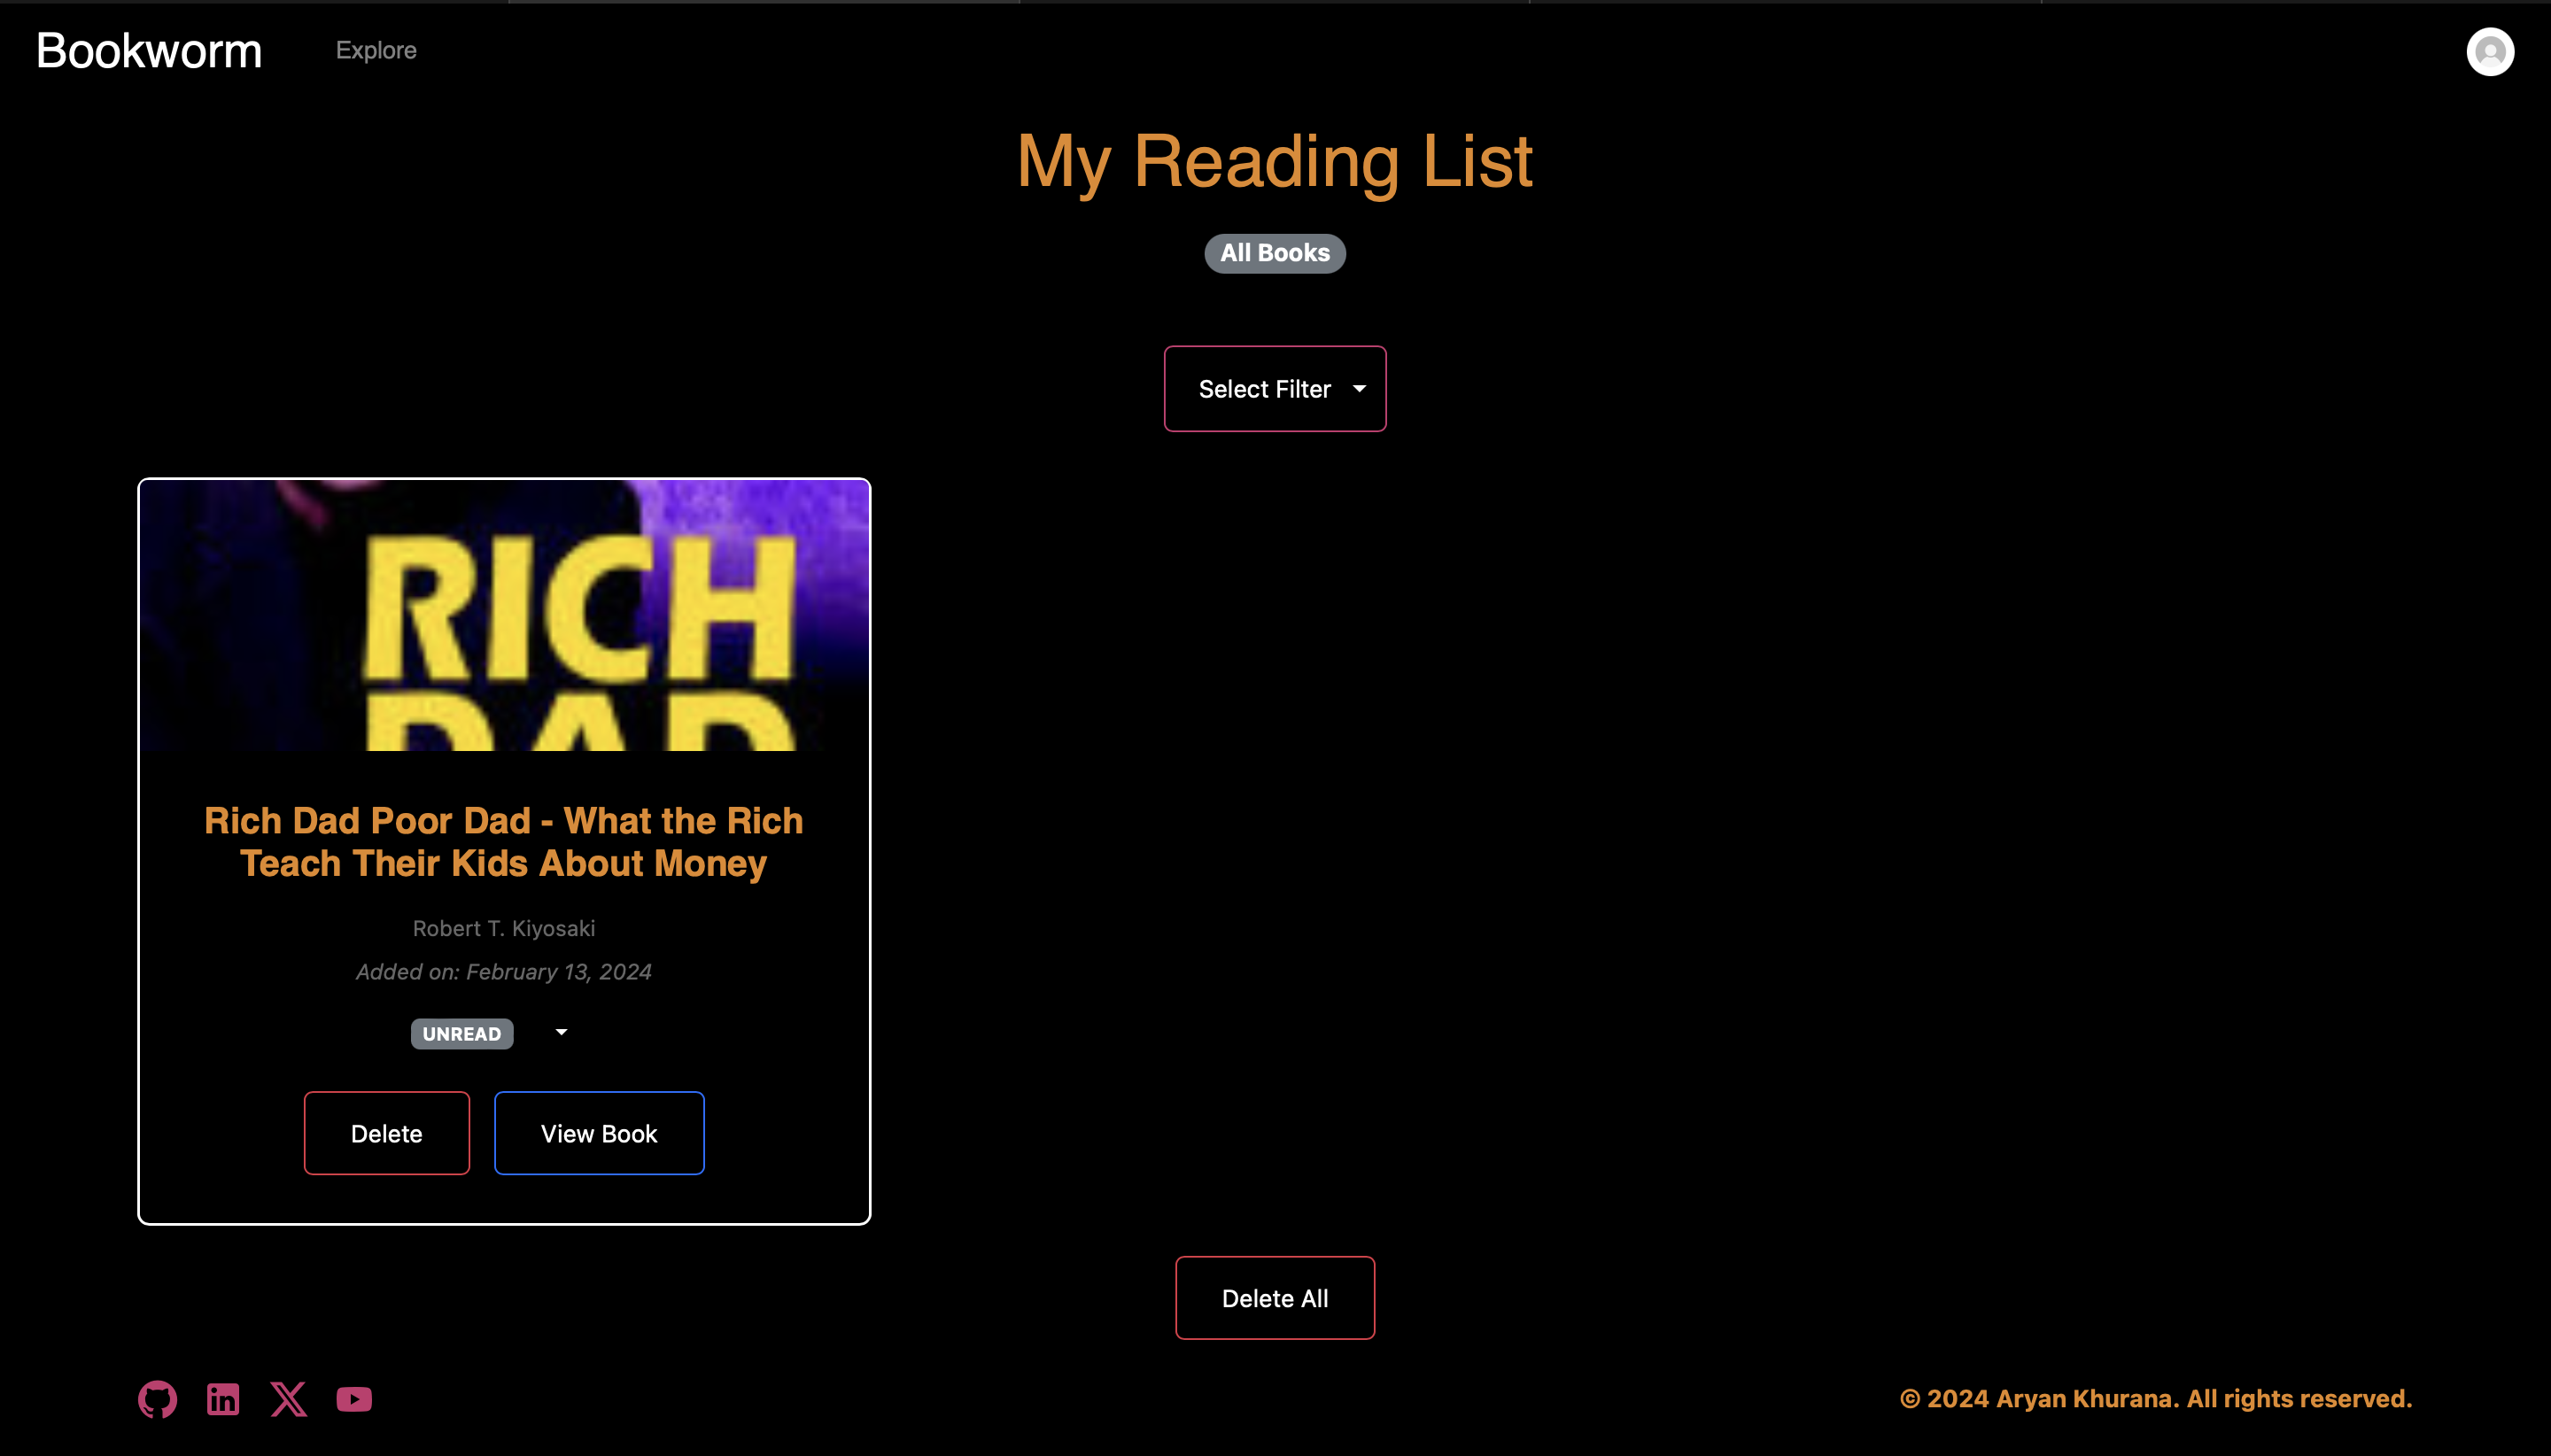 Bookworm
Explore
My Reading List
All Books
Select Filter
RICH
DAD
Rich Dad Poor Dad - What the Rich
Teach Their Kids About Money
Robert T. Kiyosaki
Added on: February 13, 2024
UNREAD
Delete
View Book
Delete All
© 2024 Aryan Khurana. All rights reserved.